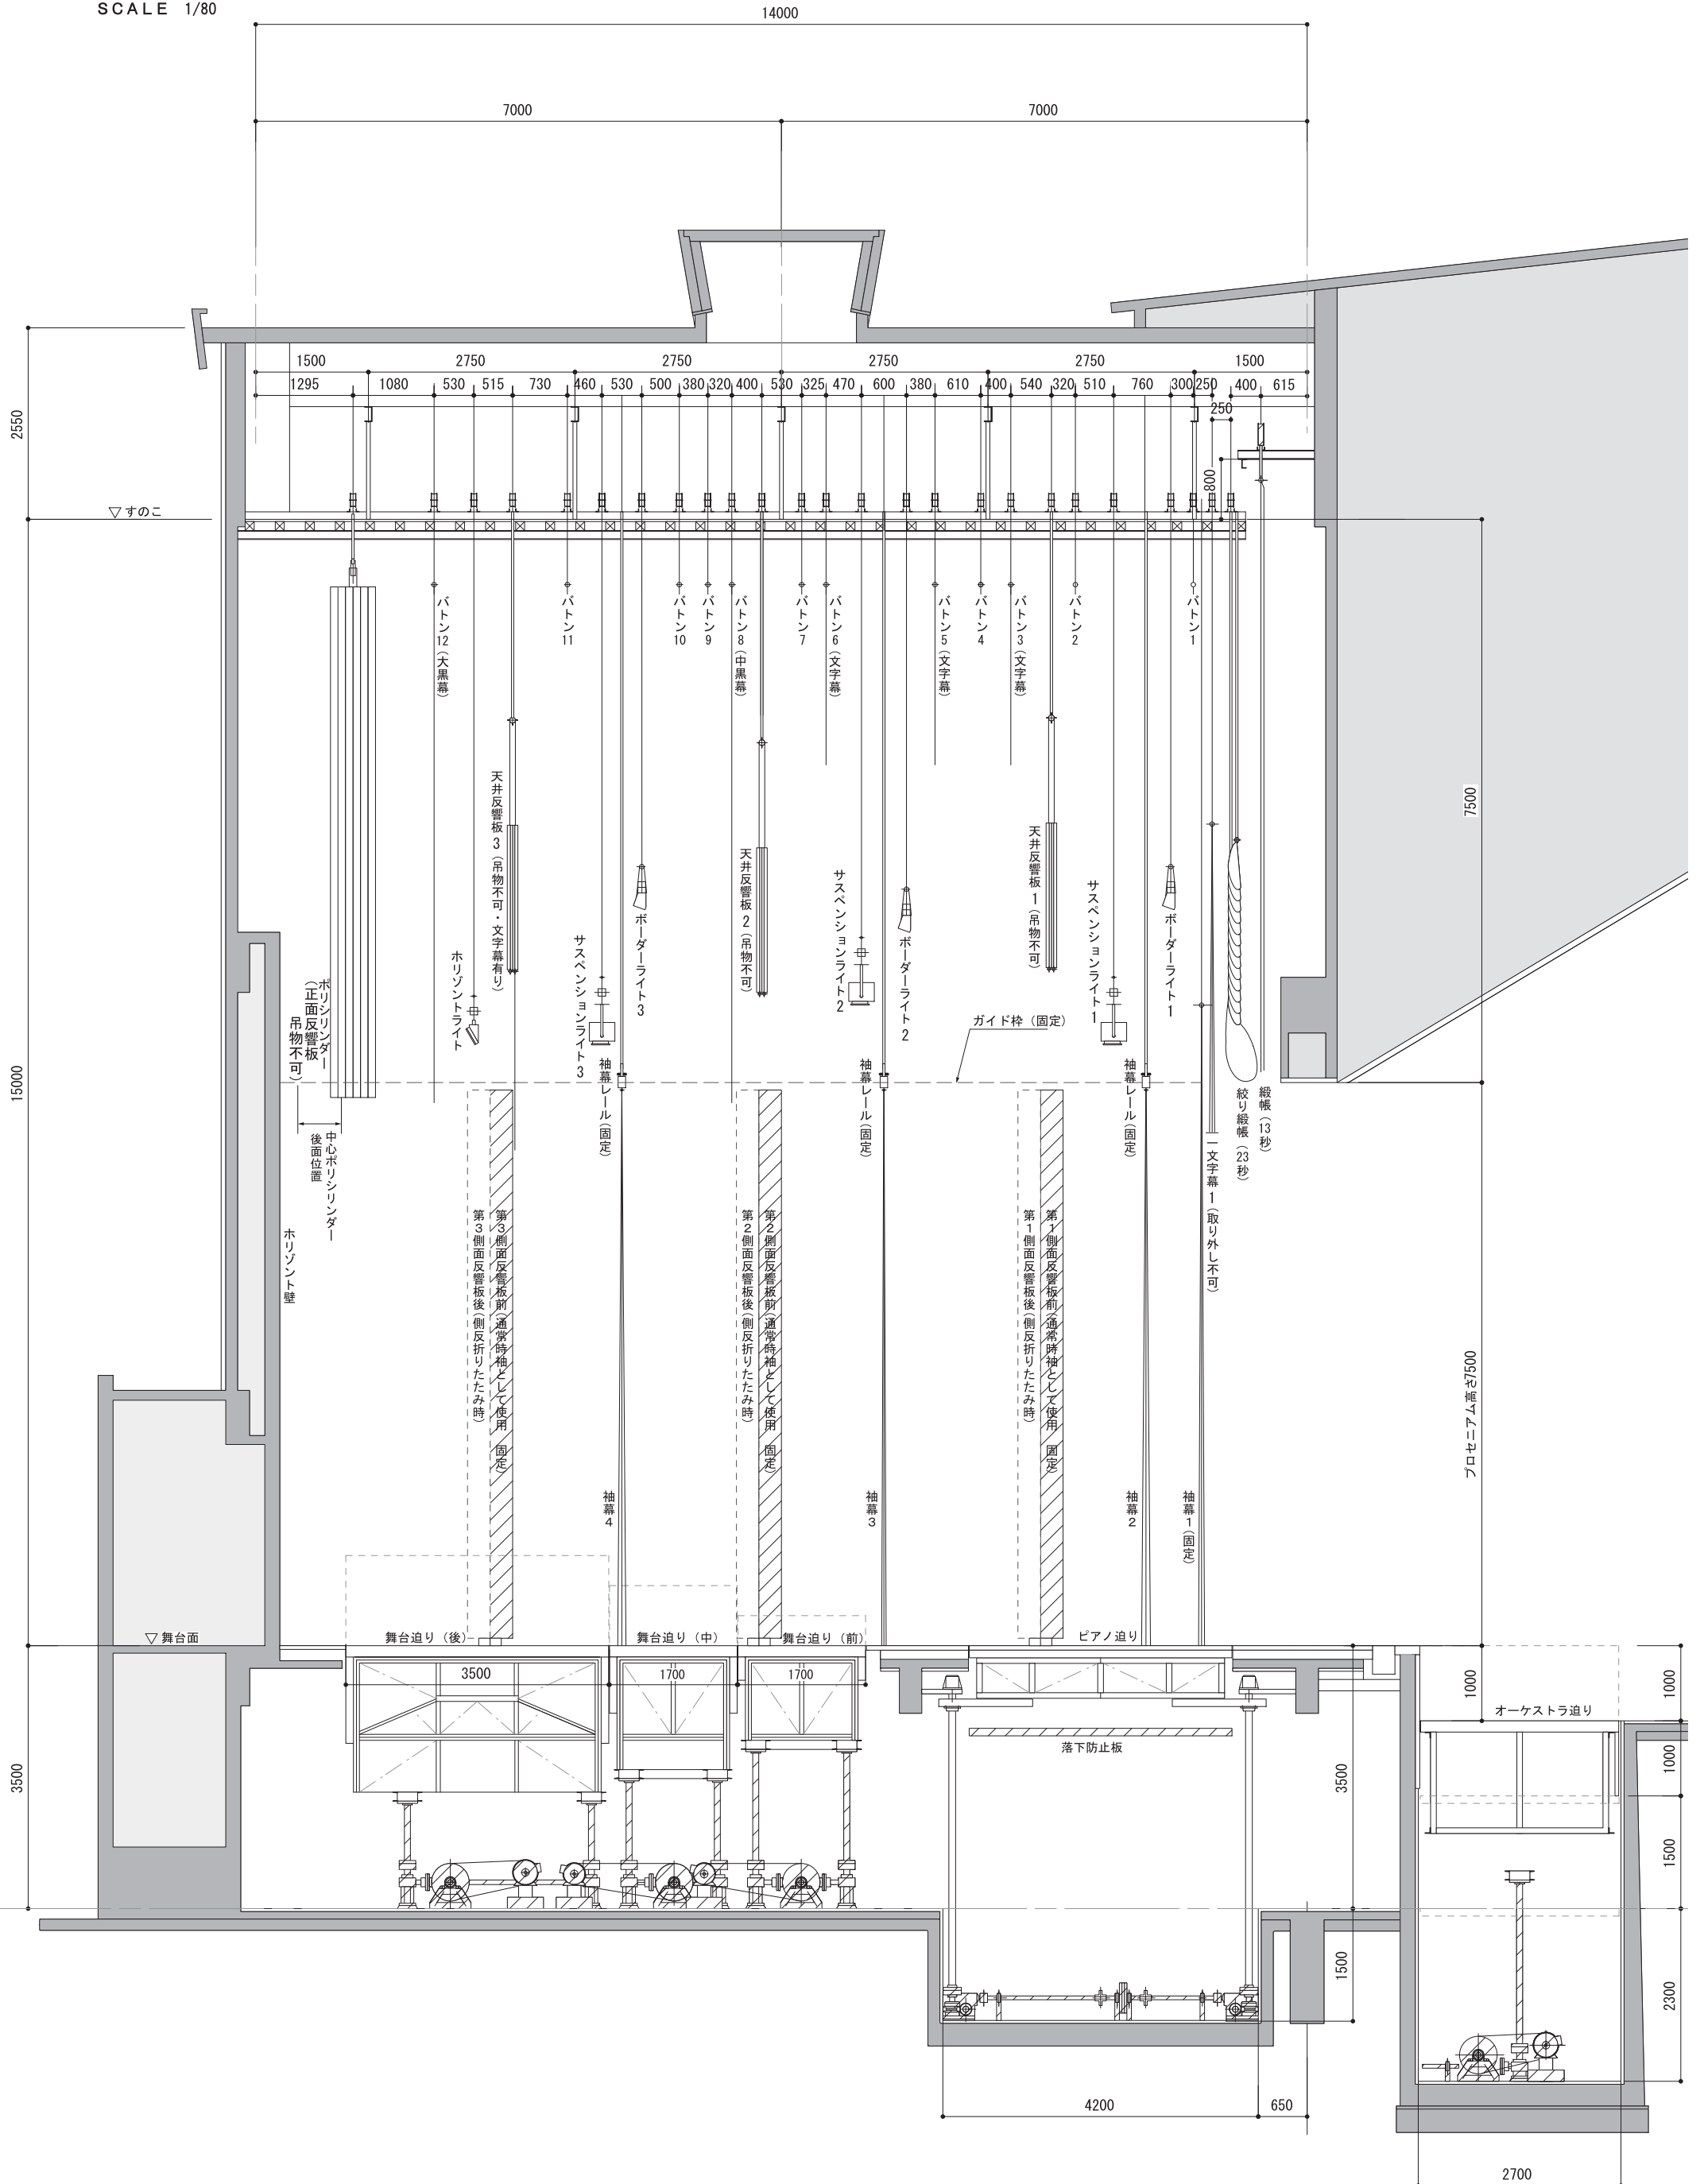 SCALE 1/80
14000
7000
7000
1500
2750
2750
2750
2750
1500
1295
1080
530
515
730
460
530
500
380
320
400
530
325
470
600
380
610
400
540
320
510
760
300
250
400
615
250
800
2550
▽すのこ
バトン12(大黒幕)
バトン11
バトン10
バトン9
バトン8(中黒幕)
バトン7
バトン6(文字幕)
バトン5(文字幕)
バトン4
バトン3(文字幕)
バトン2
バトン1
天井反響板3(吊物不可・文字幕有り)
天井反響板2(吊物不可)
天井反響板1(吊物不可)
ホリゾントライト
サスペンションライト3
ボーダーライト3
サスペンションライト2
ボーダーライト2
サスペンションライト1
ボーダーライト1
ポリシリンダー
(正面反響板
吊物不可)
ガイド枠(固定)
袖幕レール(固定)
袖幕レール(固定)
袖幕レール(固定)
中心ポリシリンダー
後面位置
ホリゾント壁
緞帳(13秒)
絞り緞帳(23秒)
一文字幕1(取り外し不可)
第3側面反響板前(通常時袖として使用 固定)
第3側面反響板後(側反折りたたみ時)
第2側面反響板前(通常時袖として使用 固定)
第2側面反響板後(側反折りたたみ時)
第1側面反響板前(通常時袖として使用 固定)
第1側面反響板後(側反折りたたみ時)
袖幕4
袖幕3
袖幕2
袖幕1(固定)
15000
7500
プロセニアム高さ7500
▽舞台面
舞台迫り(後)
舞台迫り(中)
舞台迫り(前)
ピアノ迫り
3500
1700
1700
落下防止板
オーケストラ迫り
1000
1000
1000
1500
2300
3500
3500
1500
4200
650
2700